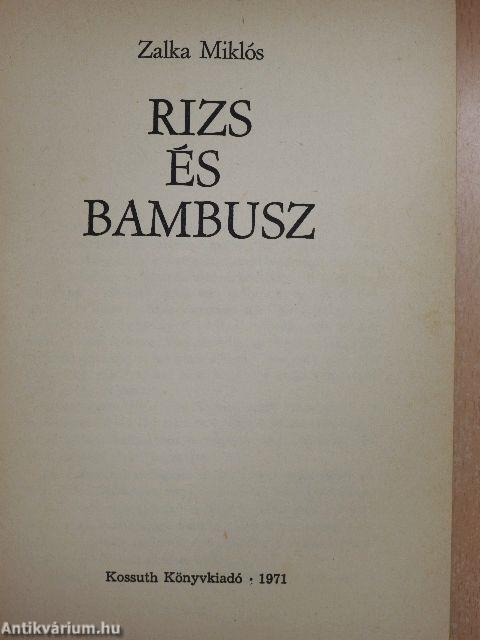 Zalka Miklós
RIZS
ÉS
BAMBUSZ
Kossuth Könyvkiadó · 1971
Antikvárium.hu